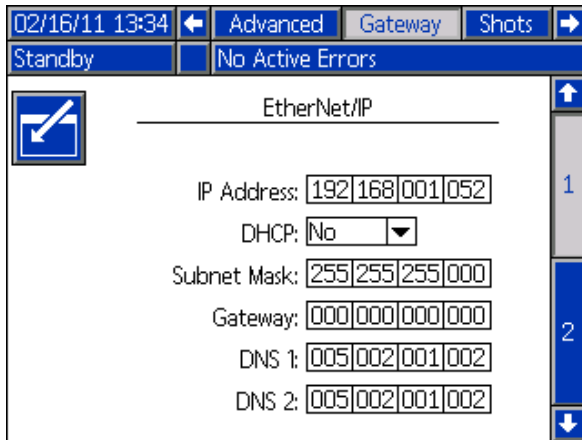 02/16/11 13:34 Advanced Gateway Shots
Standby No Active Errors
EtherNet/IP
1
IP Address: 192 168 001 052
DHCP: No
Subnet Mask: 255 255 255 000
Gateway: 000 000 000 000
2
DNS 1: 005 002 001 002
DNS 2: 005 002 001 002